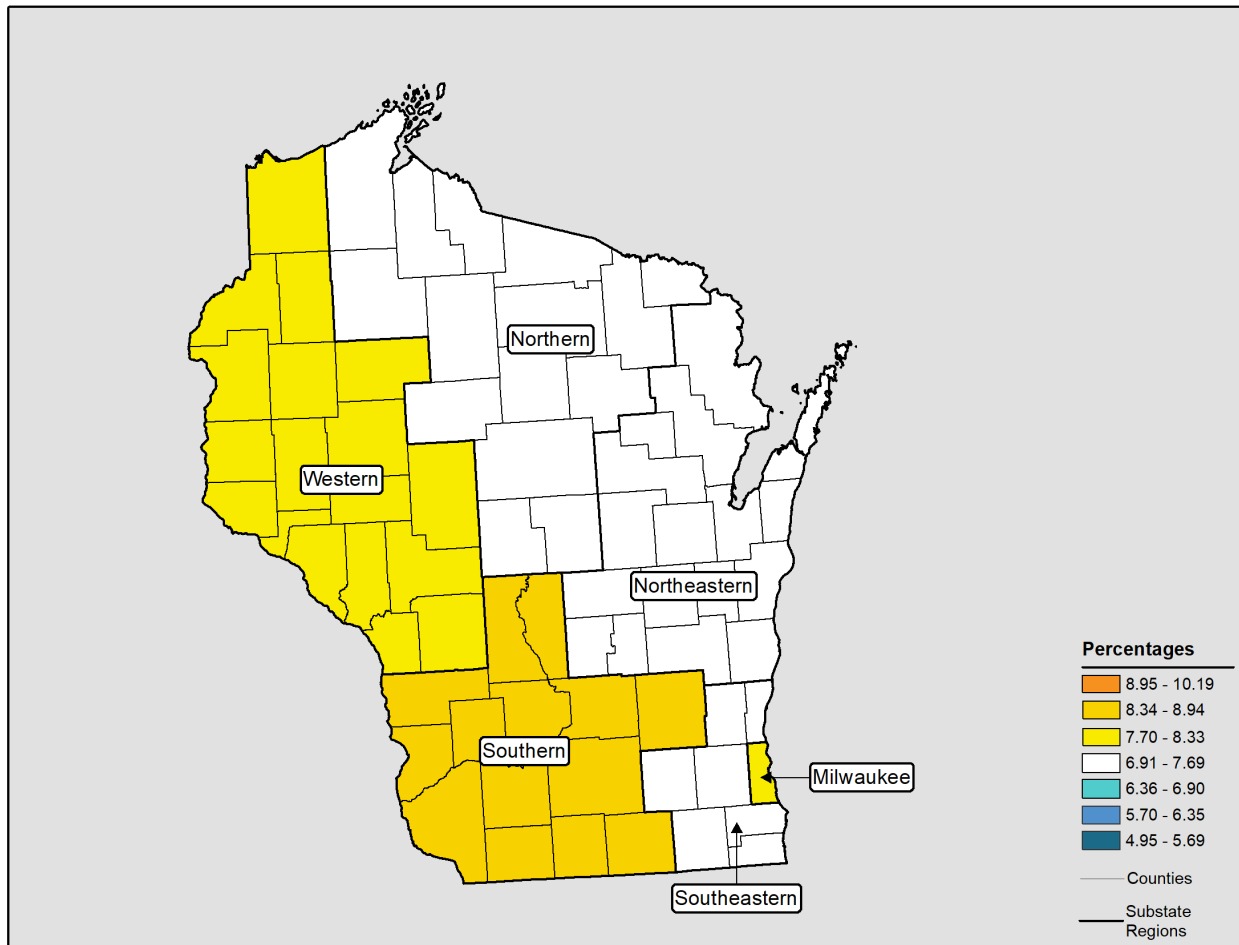 Northern
Western
Northeastern
Southern
Milwaukee
Southeastern
Percentages
8.95 - 10.19
8.34 - 8.94
7.70 - 8.33
6.91 - 7.69
6.36 - 6.90
5.70 - 6.35
4.95 - 5.69
Counties
Substate
Regions